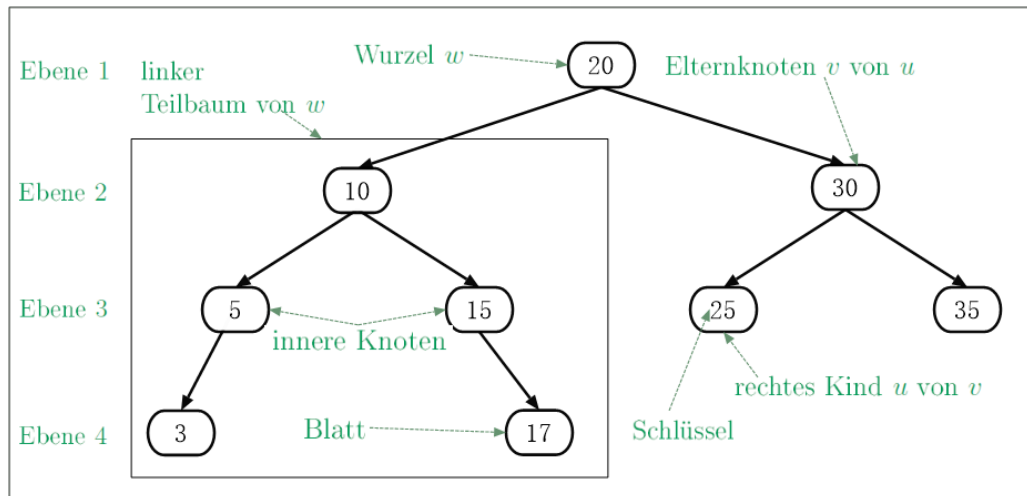 Ebene 1
linker
Teilbaum von w
Wurzel w
20
Elternknoten v von u
Ebene 2
10
30
Ebene 3
5
15
25
35
innere Knoten
rechtes Kind u von v
Ebene 4
3
Blatt
17
Schlüssel